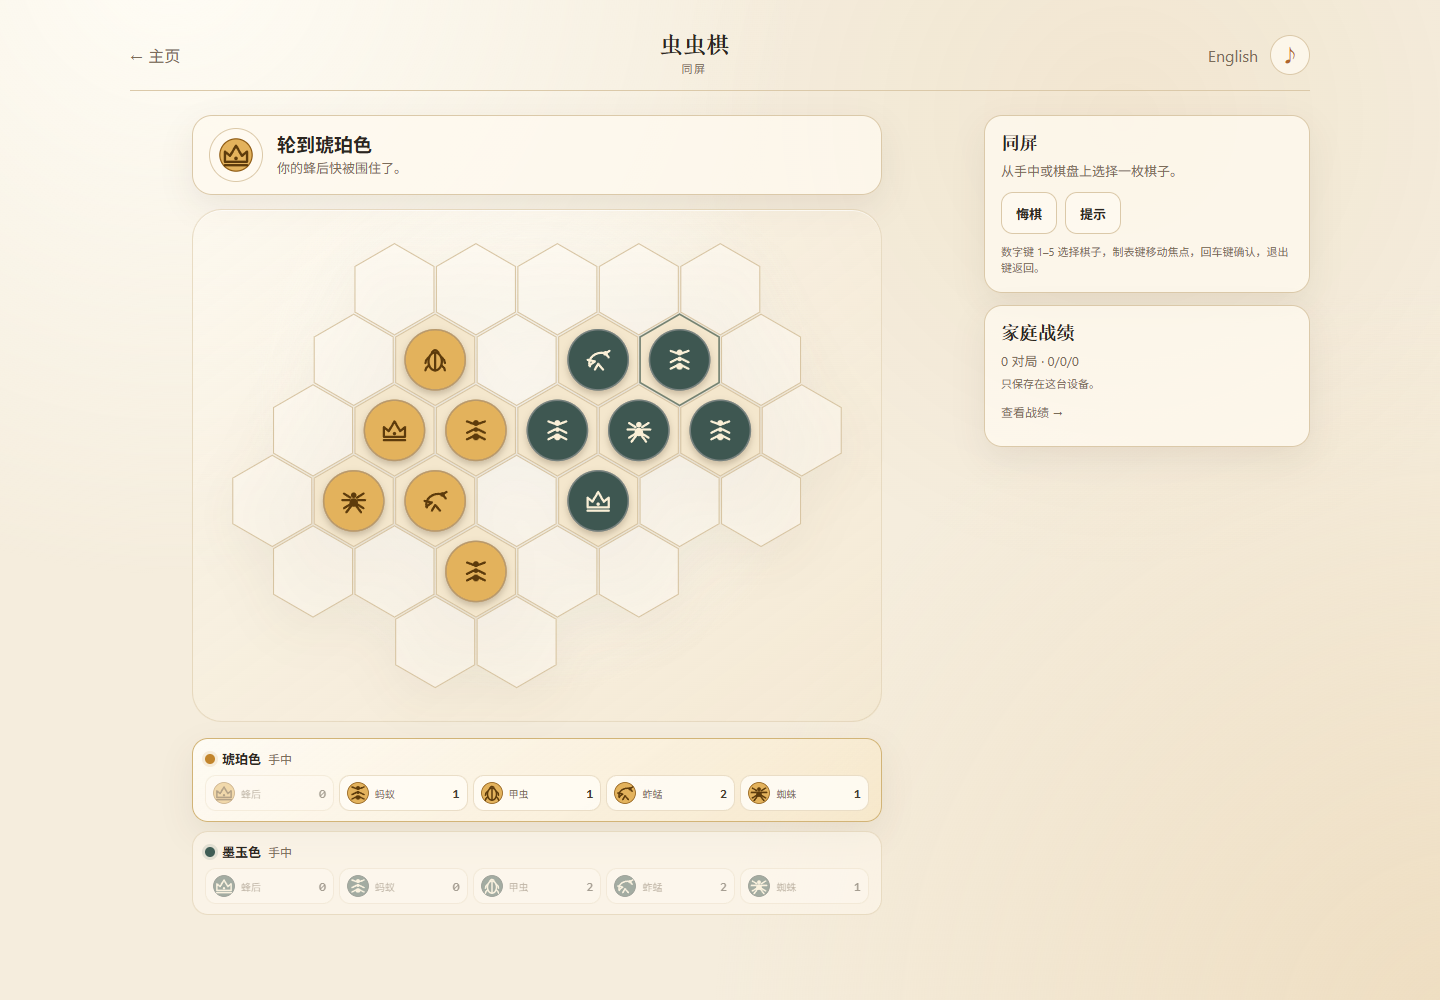 ← 主页
虫虫棋
同屏
English
轮到琥珀色
你的蜂后快被围住了。
同屏
从手中或棋盘上选择一枚棋子。
悔棋
提示
数字键 1–5 选择棋子，制表键移动焦点，回车键确认，退出
键返回。
家庭战绩
0 对局 · 0/0/0
只保存在这台设备。
查看战绩 →
琥珀色 手中
蜂后 0
蚂蚁 1
甲虫 1
蚱蜢 2
蜘蛛 1
墨玉色 手中
蜂后 0
蚂蚁 0
甲虫 2
蚱蜢 2
蜘蛛 1